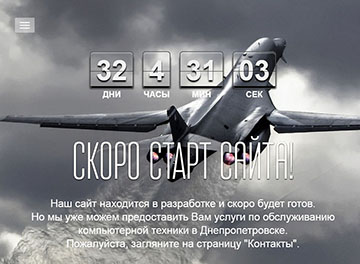 32 4 31 03
ДНИ ЧАСЫ МИН СЕК
СКОРО СТАРТ САЙТА!
Наш сайт находится в разработке и скоро будет готов.
Но мы уже можем предоставить Вам услуги по обслуживанию
компьютерной техники в Днепропетровске.
Пожалуйста, загляните на страницу "Контакты".